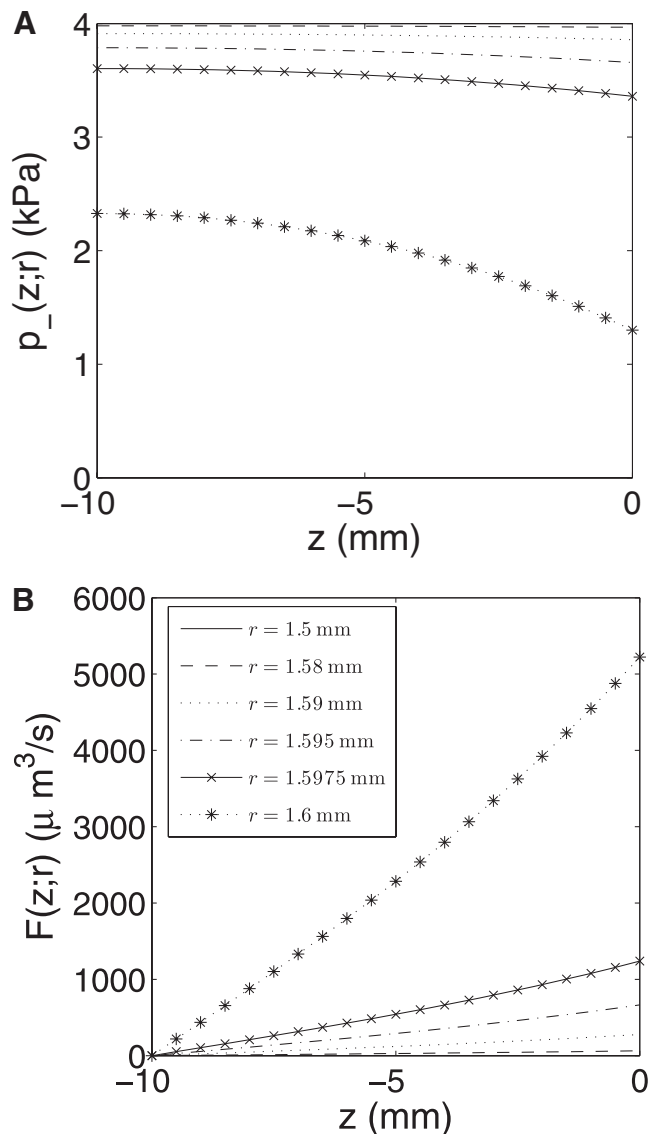 A
4
3
2
1
0
p_(z;r) (kPa)
−10
−5
0
z (mm)
B
6000
5000
4000
3000
2000
1000
0
F(z;r) (μ m³/s)
r = 1.5 mm
r = 1.58 mm
r = 1.59 mm
r = 1.595 mm
r = 1.5975 mm
r = 1.6 mm
−10
−5
0
z (mm)